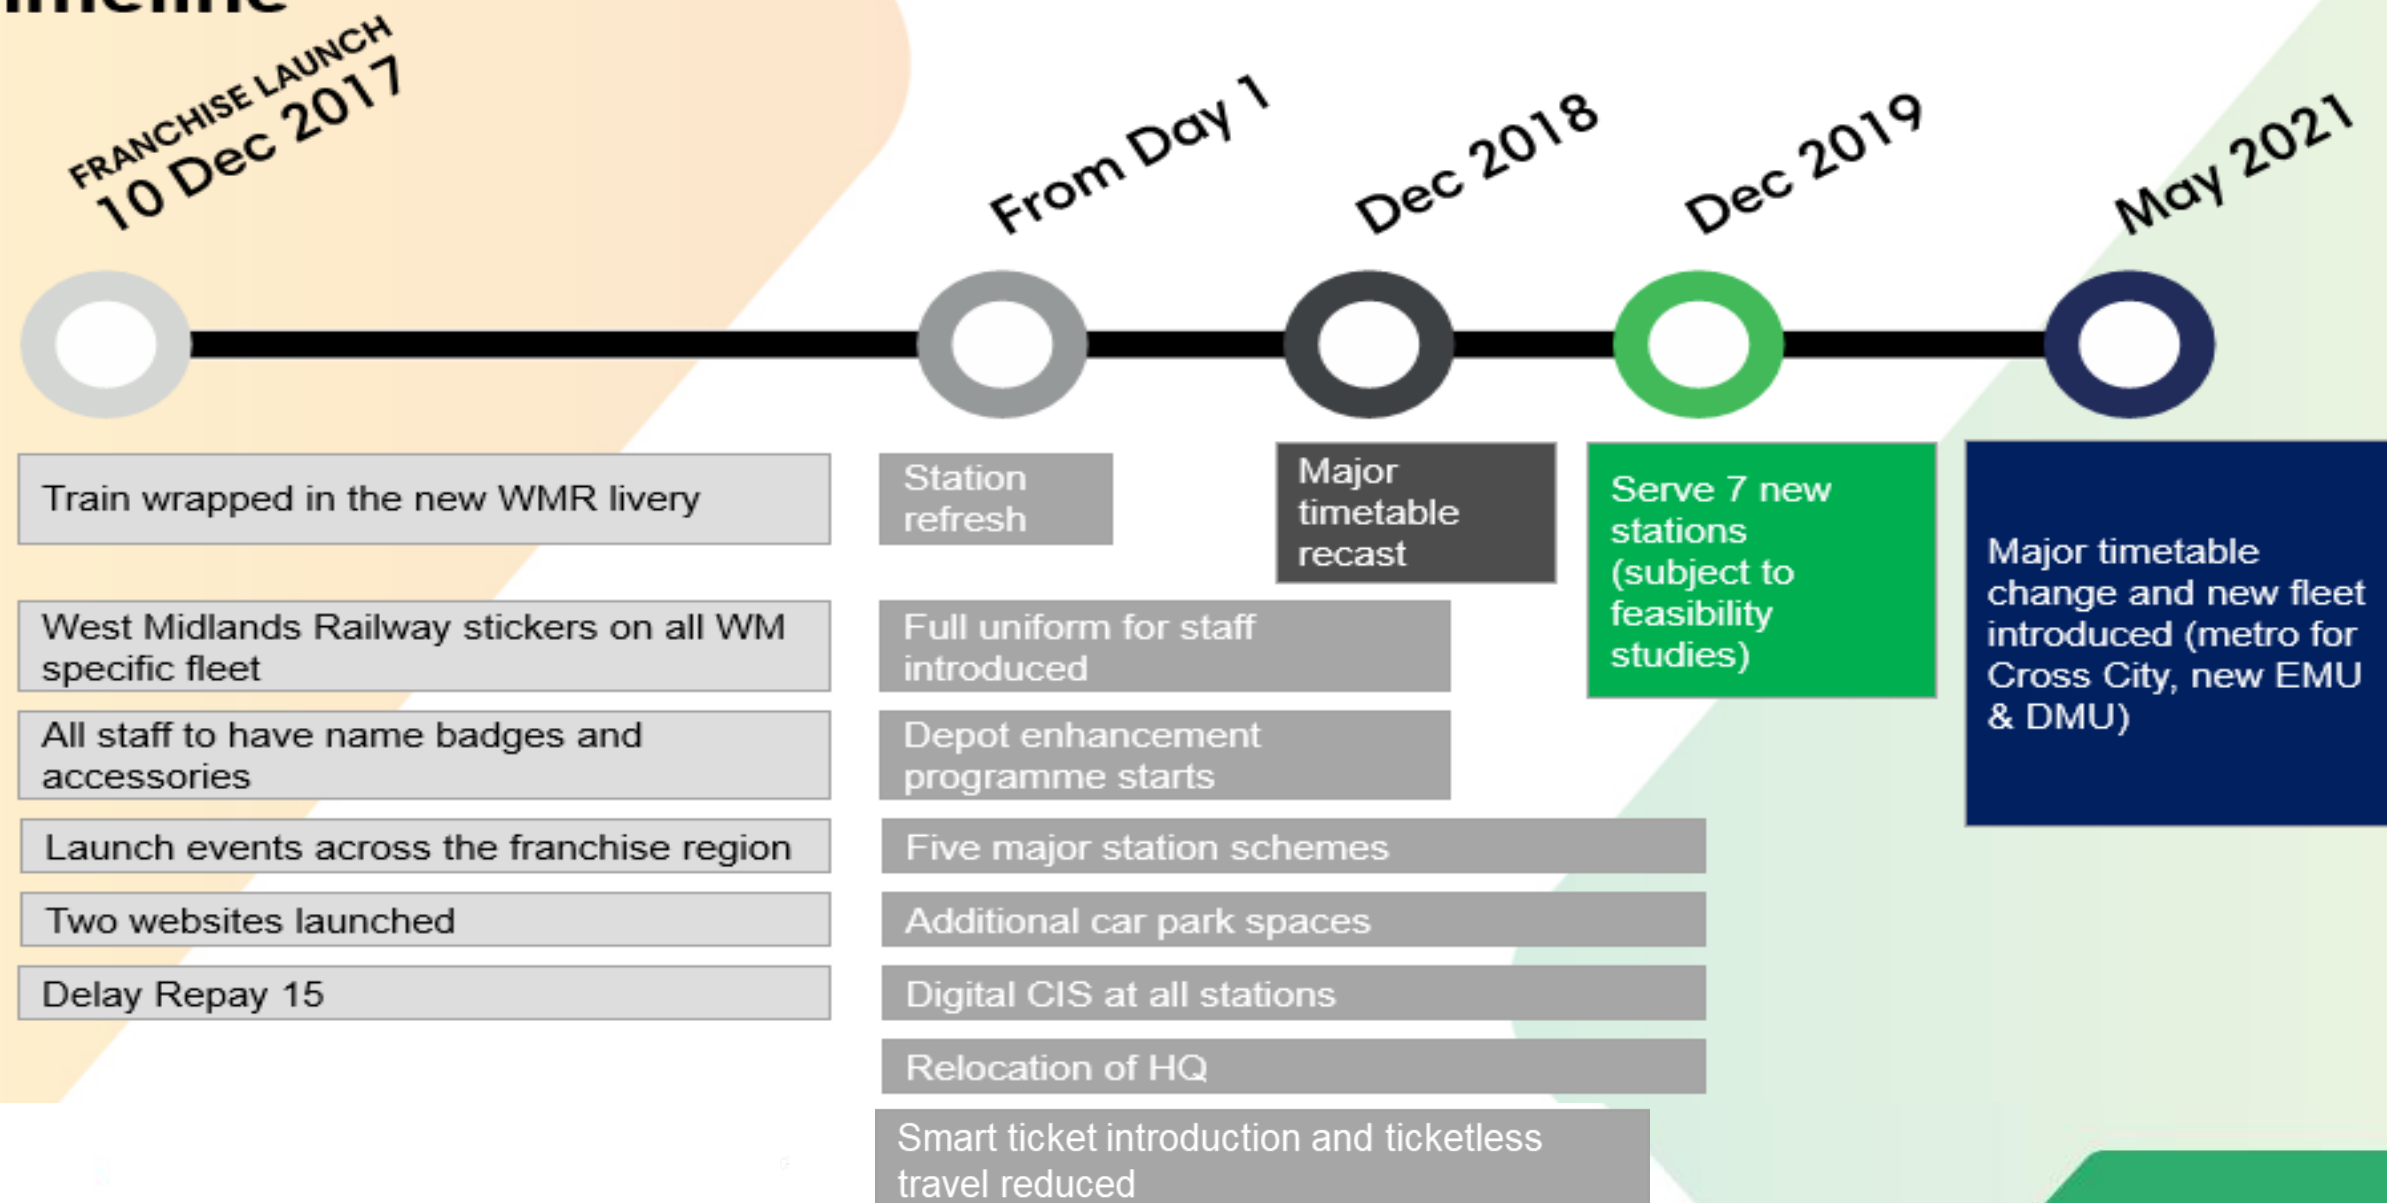 FRANCHISE LAUNCH
10 Dec 2017
From Day 1
Dec 2018
Dec 2019
May 2021
Train wrapped in the new WMR livery
West Midlands Railway stickers on all WM
specific fleet
All staff to have name badges and
accessories
Launch events across the franchise region
Two websites launched
Delay Repay 15
Station
refresh
Full uniform for staff
introduced
Depot enhancement
programme starts
Five major station schemes
Additional car park spaces
Digital CIS at all stations
Relocation of HQ
Smart ticket introduction and ticketless
travel reduced
Major
timetable
recast
Serve 7 new
stations
(subject to
feasibility
studies)
Major timetable
change and new fleet
introduced (metro for
Cross City, new EMU
& DMU)